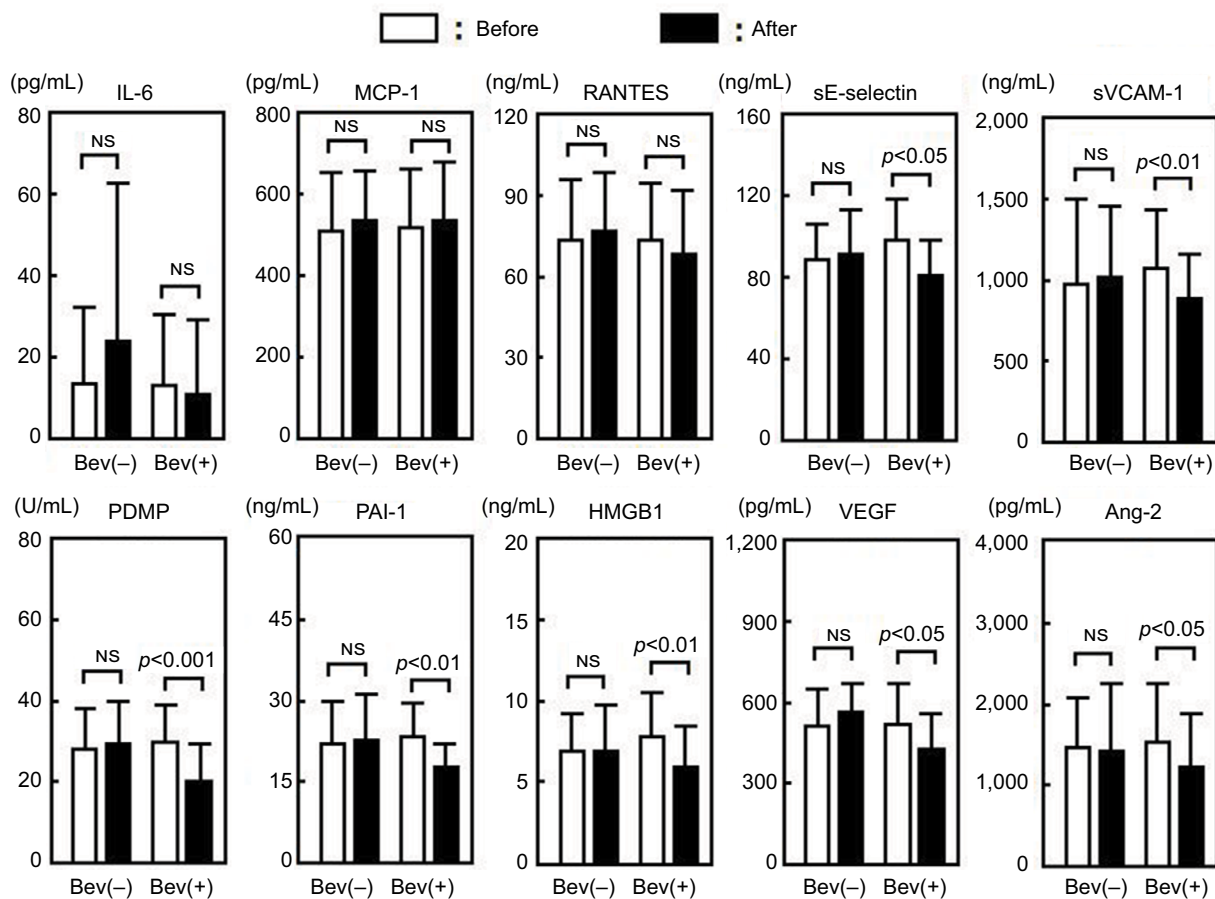 : Before : After
(pg/mL) (pg/mL) (ng/mL) (ng/mL) (ng/mL)
IL-6 MCP-1 RANTES sE-selectin sVCAM-1
80 800 120 160 2,000
NS NS NS NS NS p<0.05 NS p<0.01
60 600 90 120 1,500
NS
40 400 60 80 1,000
20 200 30 40 500
0 0 0 0 0
Bev(–) Bev(+) Bev(–) Bev(+) Bev(–) Bev(+) Bev(–) Bev(+) Bev(–) Bev(+)
(U/mL) (ng/mL) (ng/mL) (pg/mL) (pg/mL)
PDMP PAI-1 HMGB1 VEGF Ang-2
80 60 20 1,200 4,000
60 45 15 900 3,000
NS p<0.001 NS p<0.01 NS p<0.01 NS p<0.05 NS p<0.05
40 30 10 600 2,000
20 15 5 300 1,000
0 0 0 0 0
Bev(–) Bev(+) Bev(–) Bev(+) Bev(–) Bev(+) Bev(–) Bev(+) Bev(–) Bev(+)